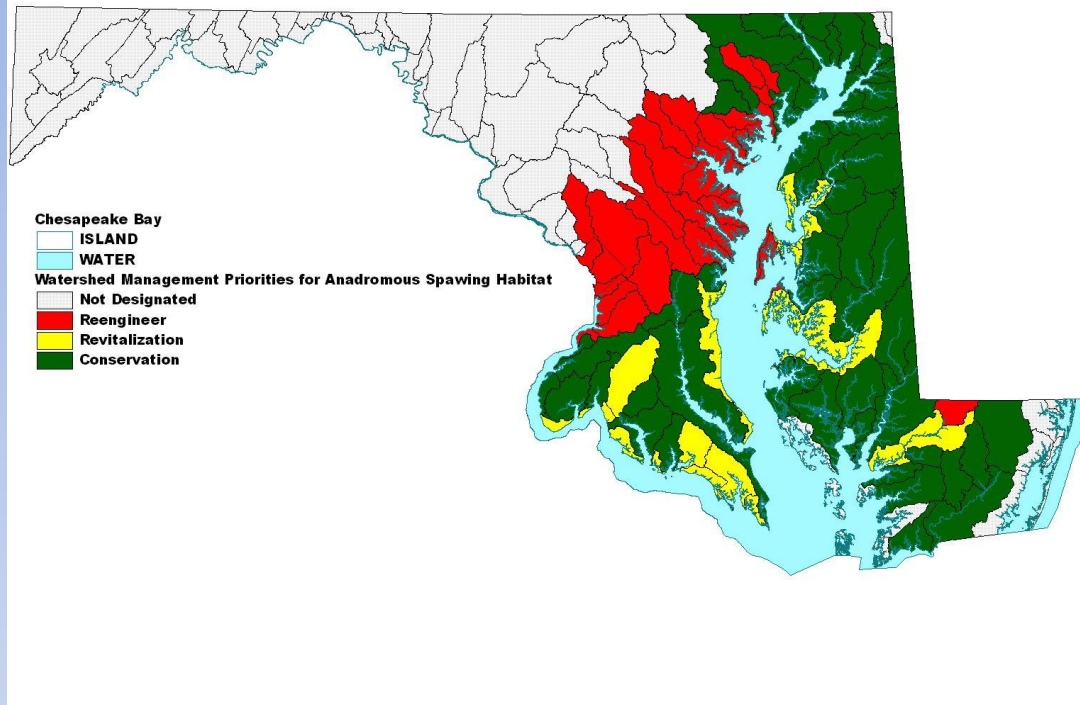 Chesapeake Bay
ISLAND
WATER
Watershed Management Priorities for Anadromous Spawing Habitat
Not Designated
Reengineer
Revitalization
Conservation